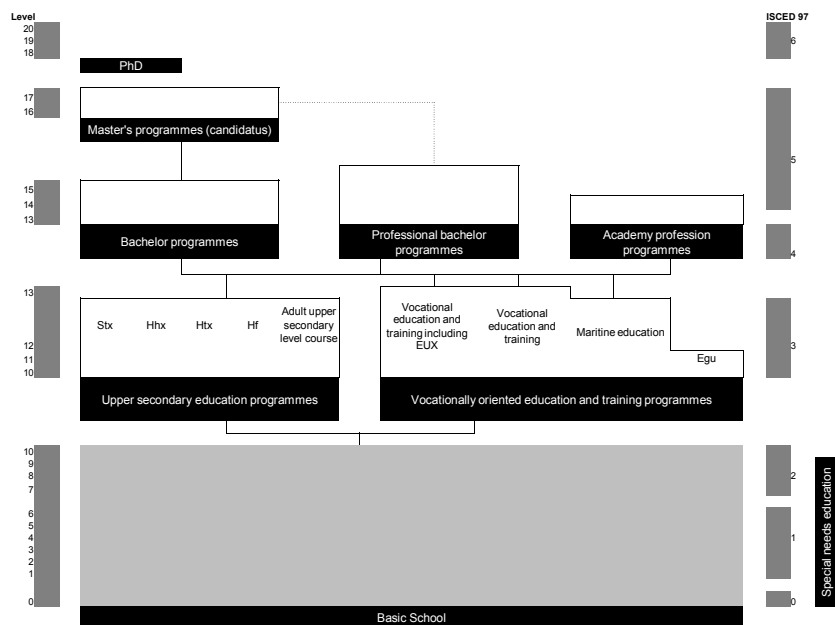 Level
ISCED 97
20
19
18
6
PhD
17
16
Master's programmes (candidatus)
5
15
14
13
Bachelor programmes
Professional bachelor
programmes
Academy profession
programmes
4
13
12
11
10
Stx
Hhx
Htx
Hf
Adult upper
secondary
level course
Vocational
education and
training including
EUX
Vocational
education and
training
Maritine education
Egu
3
Upper secondary education programmes
Vocationally oriented education and training programmes
10
9
8
7
6
5
4
3
2
1
0
2
1
0
Special needs education
Basic School